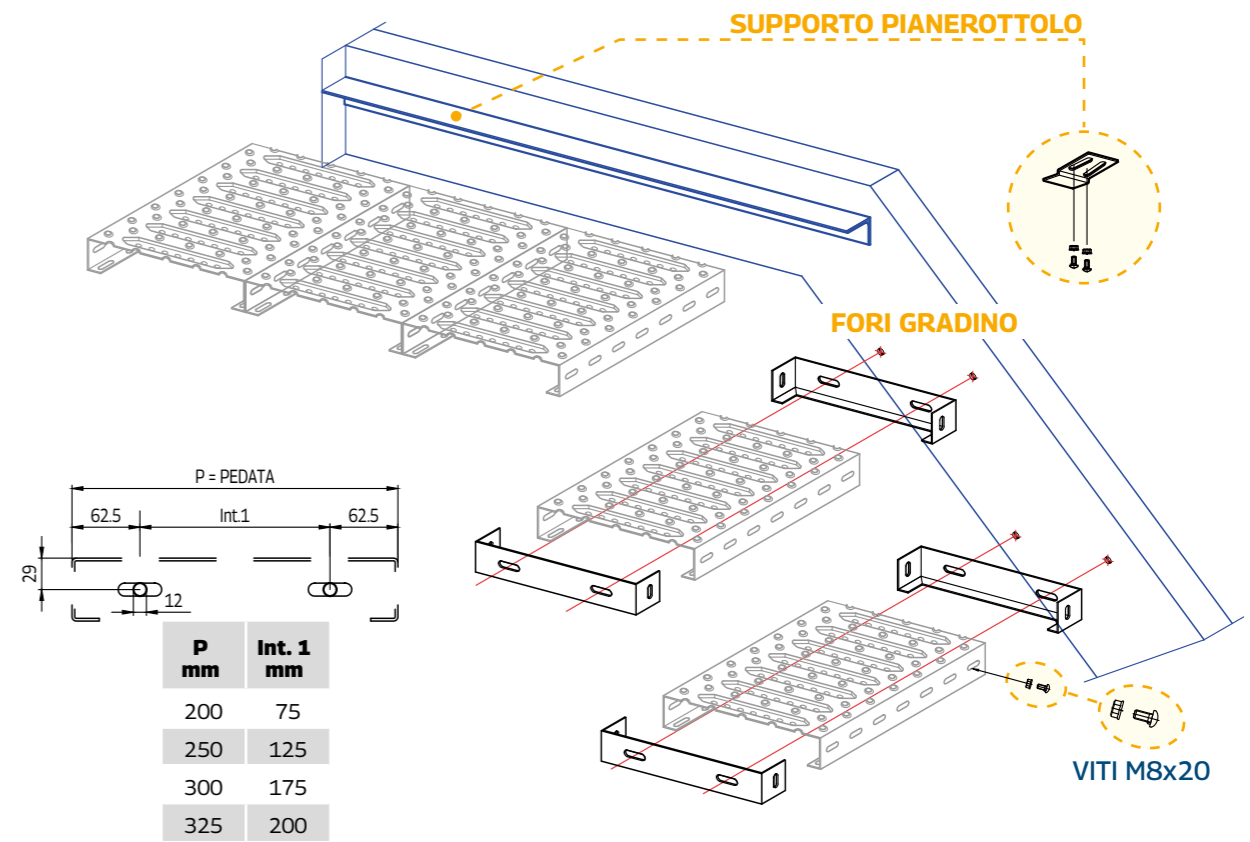 SUPPORTO PIANEROTTOLO
FORI GRADINO
P = PEDATA
62.5 Int.1 62.5
29
12
P mm Int. 1 mm
200 75
250 125
300 175
325 200
VITI M8x20